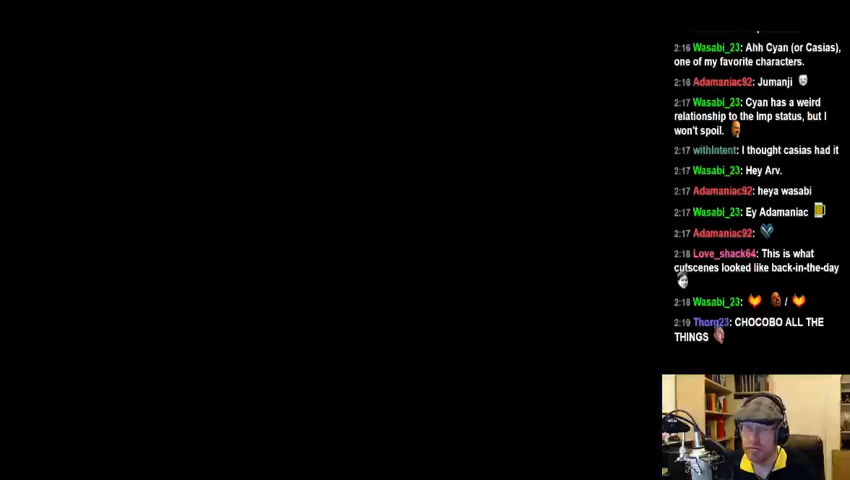 2:16 Wasabi_23: Ahh Cyan (or Casias),
one of my favorite characters.
2:16 Adamaniac92: Jumanji
2:17 Wasabi_23: Cyan has a weird
relationship to the Imp status, but I
won't spoil.
2:17 withIntent: I thought casias had it
2:17 Wasabi_23: Hey Arv.
2:17 Adamaniac92: heya wasabi
2:17 Wasabi_23: Ey Adamaniac
2:17 Adamaniac92:
2:18 Love_shack64: This is what
cutscenes looked like back-in-the-day
2:18 Wasabi_23: /
2:19 Thorg23: CHOCOBO ALL THE
THINGS